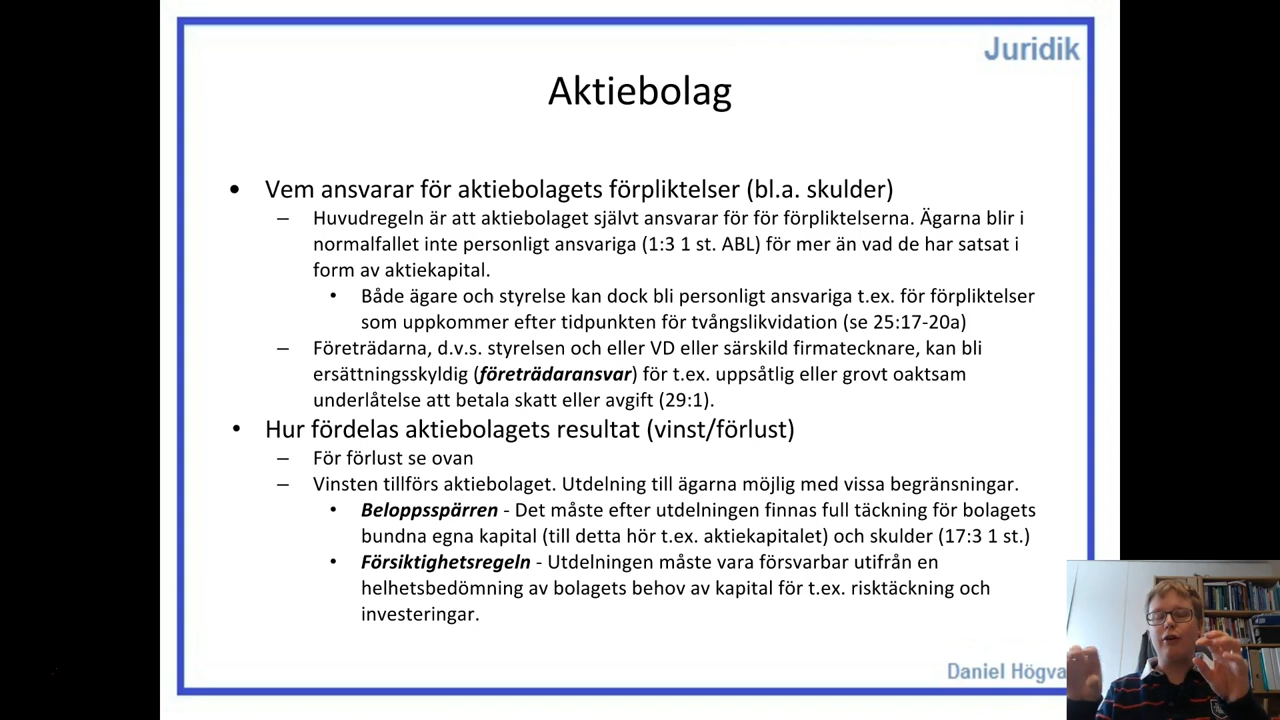 Juridik
Aktiebolag
• Vem ansvarar för aktiebolagets förpliktelser (bl.a. skulder)
– Huvudregeln är att aktiebolaget självt ansvarar för för förpliktelserna. Ägarna blir i
normalfallet inte personligt ansvariga (1:3 1 st. ABL) för mer än vad de har satsat i
form av aktiekapital.
• Både ägare och styrelse kan dock bli personligt ansvariga t.ex. för förpliktelser
som uppkommer efter tidpunkten för tvångslikvidation (se 25:17-20a)
– Företrädarna, d.v.s. styrelsen och eller VD eller särskild firmatecknare, kan bli
ersättningsskyldig (företrädaransvar) för t.ex. uppsåtlig eller grovt oaktsam
underlåtelse att betala skatt eller avgift (29:1).
• Hur fördelas aktiebolagets resultat (vinst/förlust)
– För förlust se ovan
– Vinsten tillförs aktiebolaget. Utdelning till ägarna möjlig med vissa begränsningar.
• Beloppsspärren - Det måste efter utdelningen finnas full täckning för bolagets
bundna egna kapital (till detta hör t.ex. aktiekapitalet) och skulder (17:3 1 st.)
• Försiktighetsregeln - Utdelningen måste vara försvarbar utifrån en
helhetsbedömning av bolagets behov av kapital för t.ex. risktäckning och
investeringar.
Daniel Högva